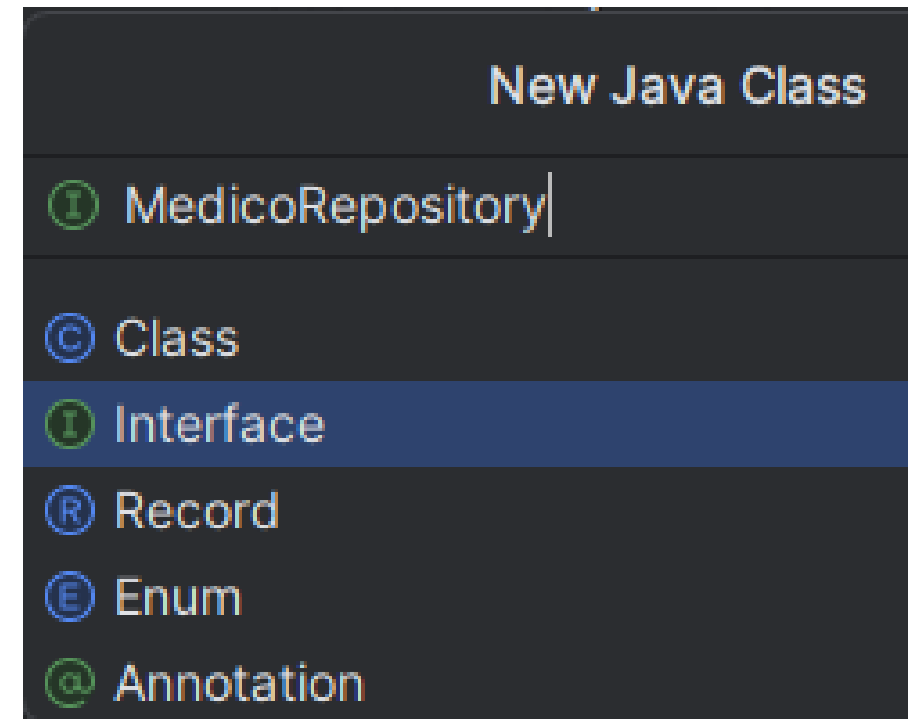 New Java Class
I MedicoRepository
C Class
I Interface
R Record
E Enum
@ Annotation